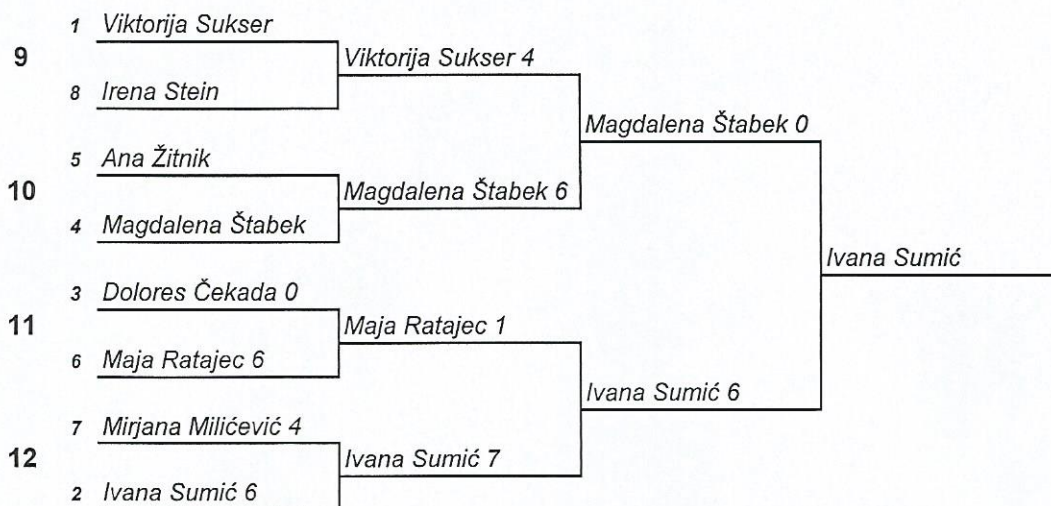 1 Viktorija Sukser
9 Viktorija Sukser 4
8 Irena Stein
Magdalena Štabek 0
5 Ana Žitnik
10 Magdalena Štabek 6
4 Magdalena Štabek
Ivana Sumić
3 Dolores Čekada 0
11 Maja Ratajec 1
6 Maja Ratajec 6
Ivana Sumić 6
7 Mirjana Milićević 4
12 Ivana Sumić 7
2 Ivana Sumić 6